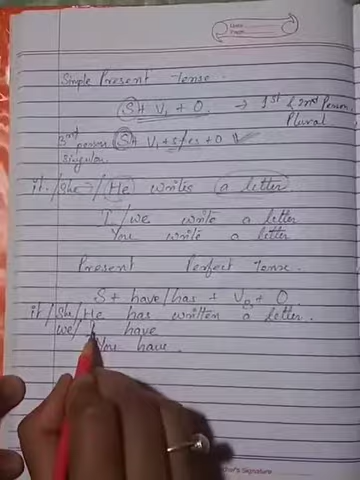 Date
Page
Simple Present Tense.
S + V1 + O. → 1st & 2nd Person,
Plural
3rd person S + V1 + s/es + O
Singular
it / She / He writes a letter
I / we write a letter
You write a letter
Present Perfect Tense.
S + have/has + V3 + O
it / She / He has written a letter.
we / I have
You have.
Chef's Signature